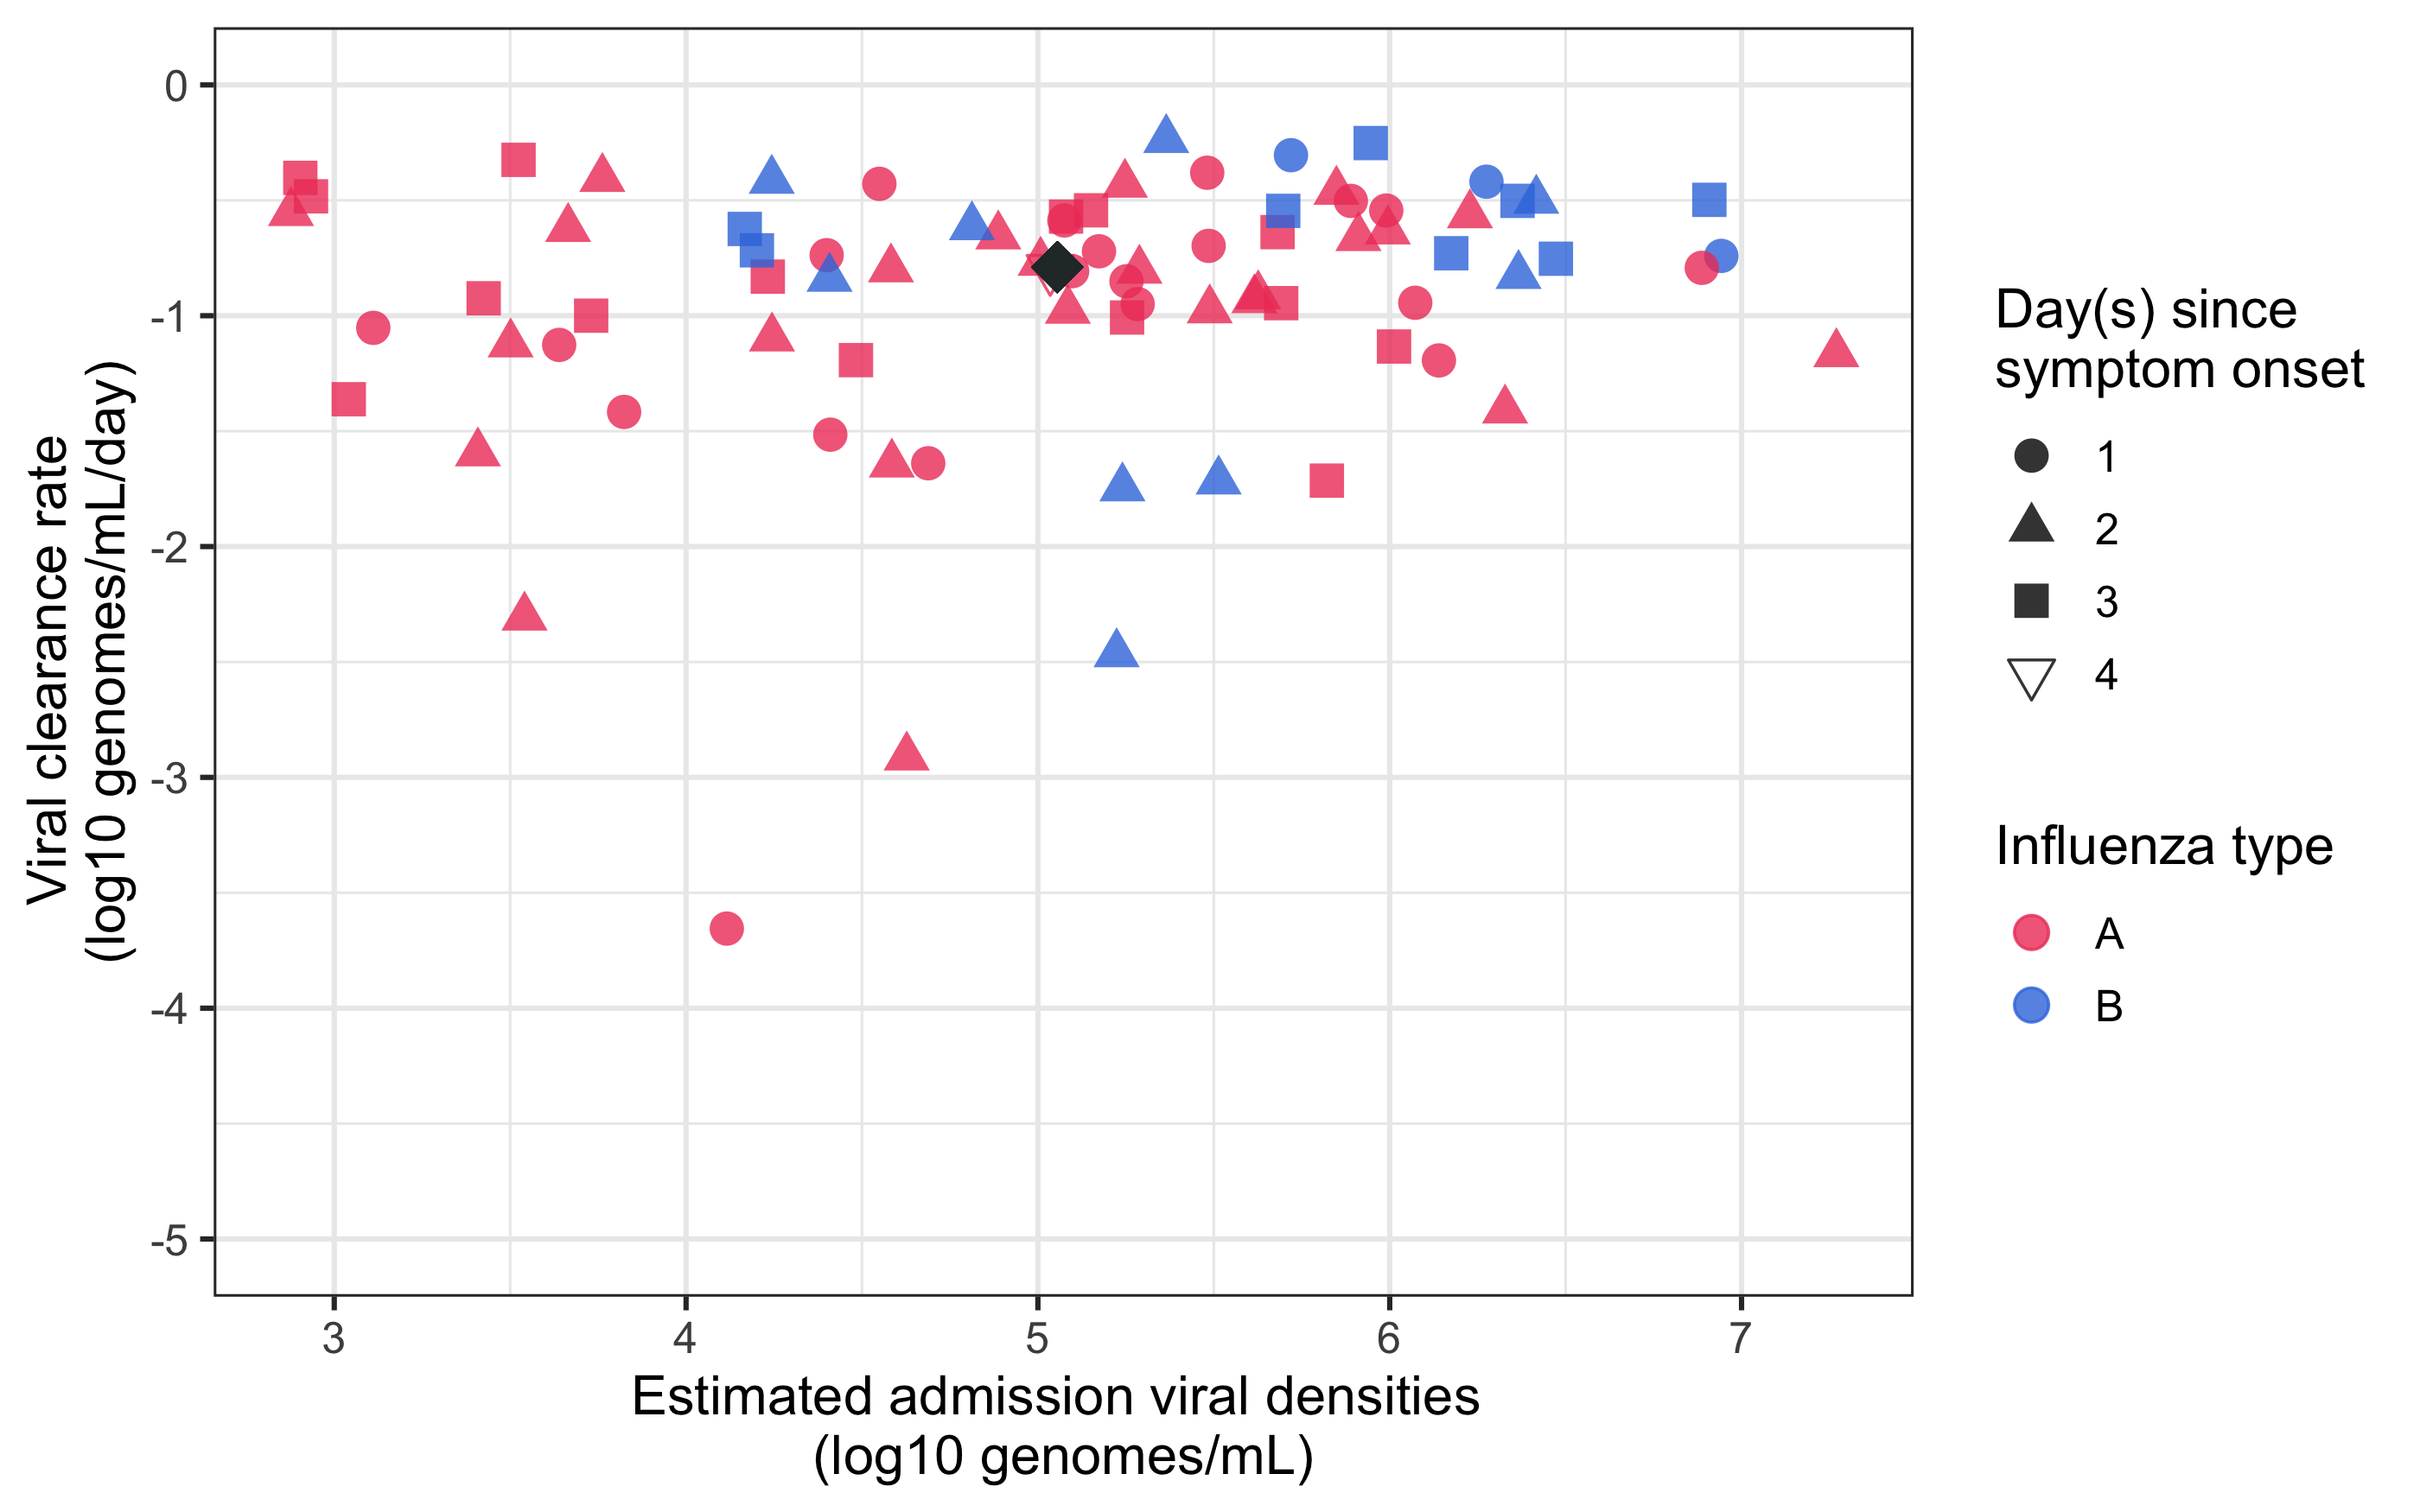 Viral clearance rate
(log10 genomes/mL/day)
0
-1
-2
-3
-4
-5
3 4 5 6 7
Estimated admission viral densities
(log10 genomes/mL)
Day(s) since
symptom onset
1
2
3
4
Influenza type
A
B